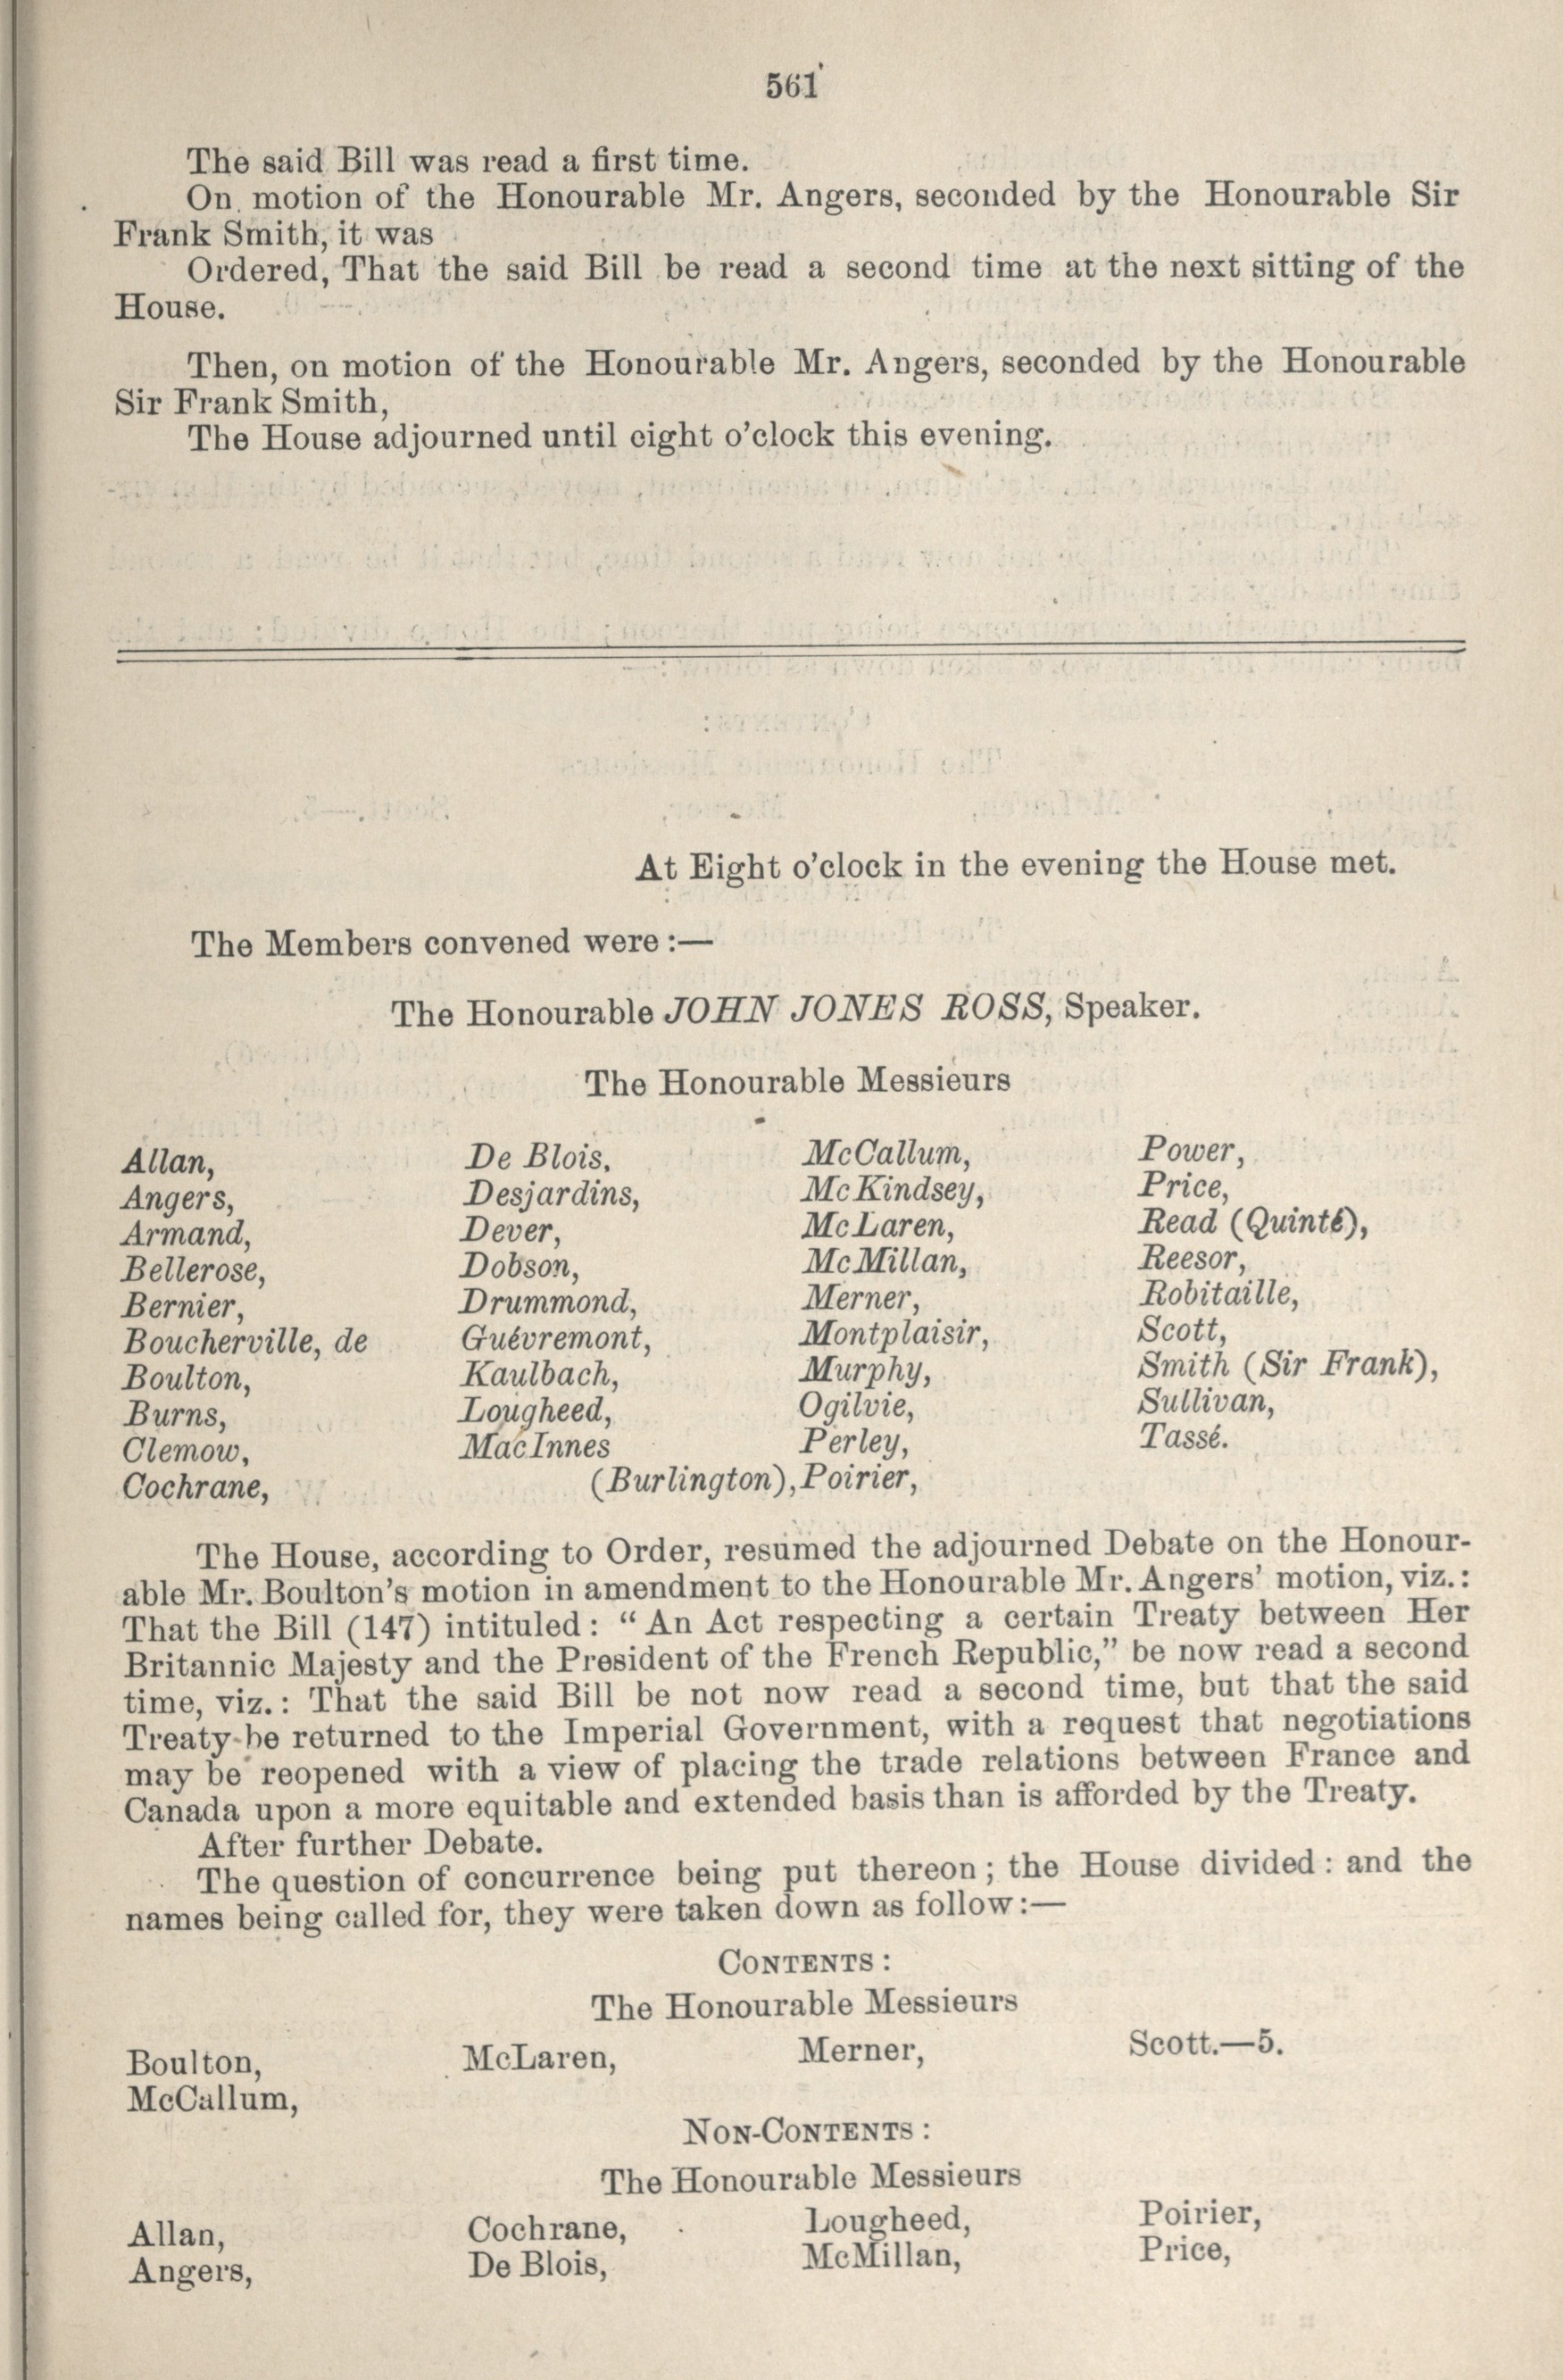 561
The said Bill was read a first time.
On motion of the Honourable Mr. Angers, seconded by the Honourable Sir
Frank Smith, it was
Ordered, That the said Bill be read a second time at the next sitting of the
House.
Then, on motion of the Honourable Mr. Angers, seconded by the Honourable
Sir Frank Smith,
The House adjourned until eight o'clock this evening.
At Eight o'clock in the evening the House met.
The Members convened were :—
The Honourable JOHN JONES ROSS, Speaker.
The Honourable Messieurs
Allan,
Angers,
Armand,
Bellerose,
Bernier,
Boucherville, de
Boulton,
Burns,
Clemow,
Cochrane,
De Blois,
Desjardins,
Dever,
Dobson,
Drummond,
Guévremont,
Kaulbach,
Lougheed,
MacInnes
(Burlington),
McCallum,
McKindsey,
McLaren,
McMillan,
Merner,
Montplaisir,
Murphy,
Ogilvie,
Perley,
Poirier,
Power,
Price,
Read (Quinté),
Reesor,
Robitaille,
Scott,
Smith (Sir Frank),
Sullivan,
Tassé.
The House, according to Order, resumed the adjourned Debate on the Honour-
able Mr. Boulton's motion in amendment to the Honourable Mr. Angers' motion, viz.:
That the Bill (147) intituled : “ An Act respecting a certain Treaty between Her
Britannic Majesty and the President of the French Republic,” be now read a second
time, viz.: That the said Bill be not now read a second time, but that the said
Treaty be returned to the Imperial Government, with a request that negotiations
may be reopened with a view of placing the trade relations between France and
Canada upon a more equitable and extended basis than is afforded by the Treaty.
After further Debate.
The question of concurrence being put thereon ; the House divided : and the
names being called for, they were taken down as follow :—
CONTENTS :
The Honourable Messieurs
Boulton,
McCallum,
McLaren,
Merner,
Scott.—5.
NON-CONTENTS :
The Honourable Messieurs
Allan,
Angers,
Cochrane,
De Blois,
Lougheed,
McMillan,
Poirier,
Price,